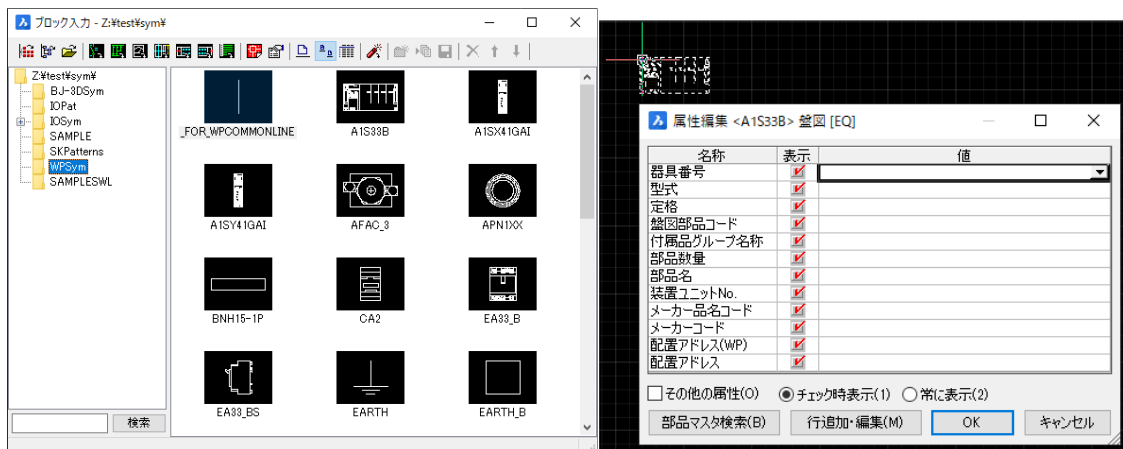 ブロック入力 - Z:¥test¥sym¥
Z:¥test¥sym¥
BJ-3DSym
IOPat
IOSym
SAMPLE
SKPatterns
WPSym
SAMPLESWL
検索
_FOR_WPCOMMONLINE
A1S33B
A1SX41GAI
A1SY41GAI
AFAC_3
APN1XX
BNH15-1P
CA2
EA33_B
EA33_BS
EARTH
EARTH_B
属性編集 <A1S33B> 盤図 [EQ]
名称 表示 値
器具番号
型式
定格
盤図部品コード
付属品グループ名称
部品数量
部品名
装置ユニットNo.
メーカー品名コード
メーカーコード
配置アドレス(WP)
配置アドレス
その他の属性(O) チェック時表示(1) 常に表示(2)
部品マスタ検索(B) 行追加・編集(M) OK キャンセル